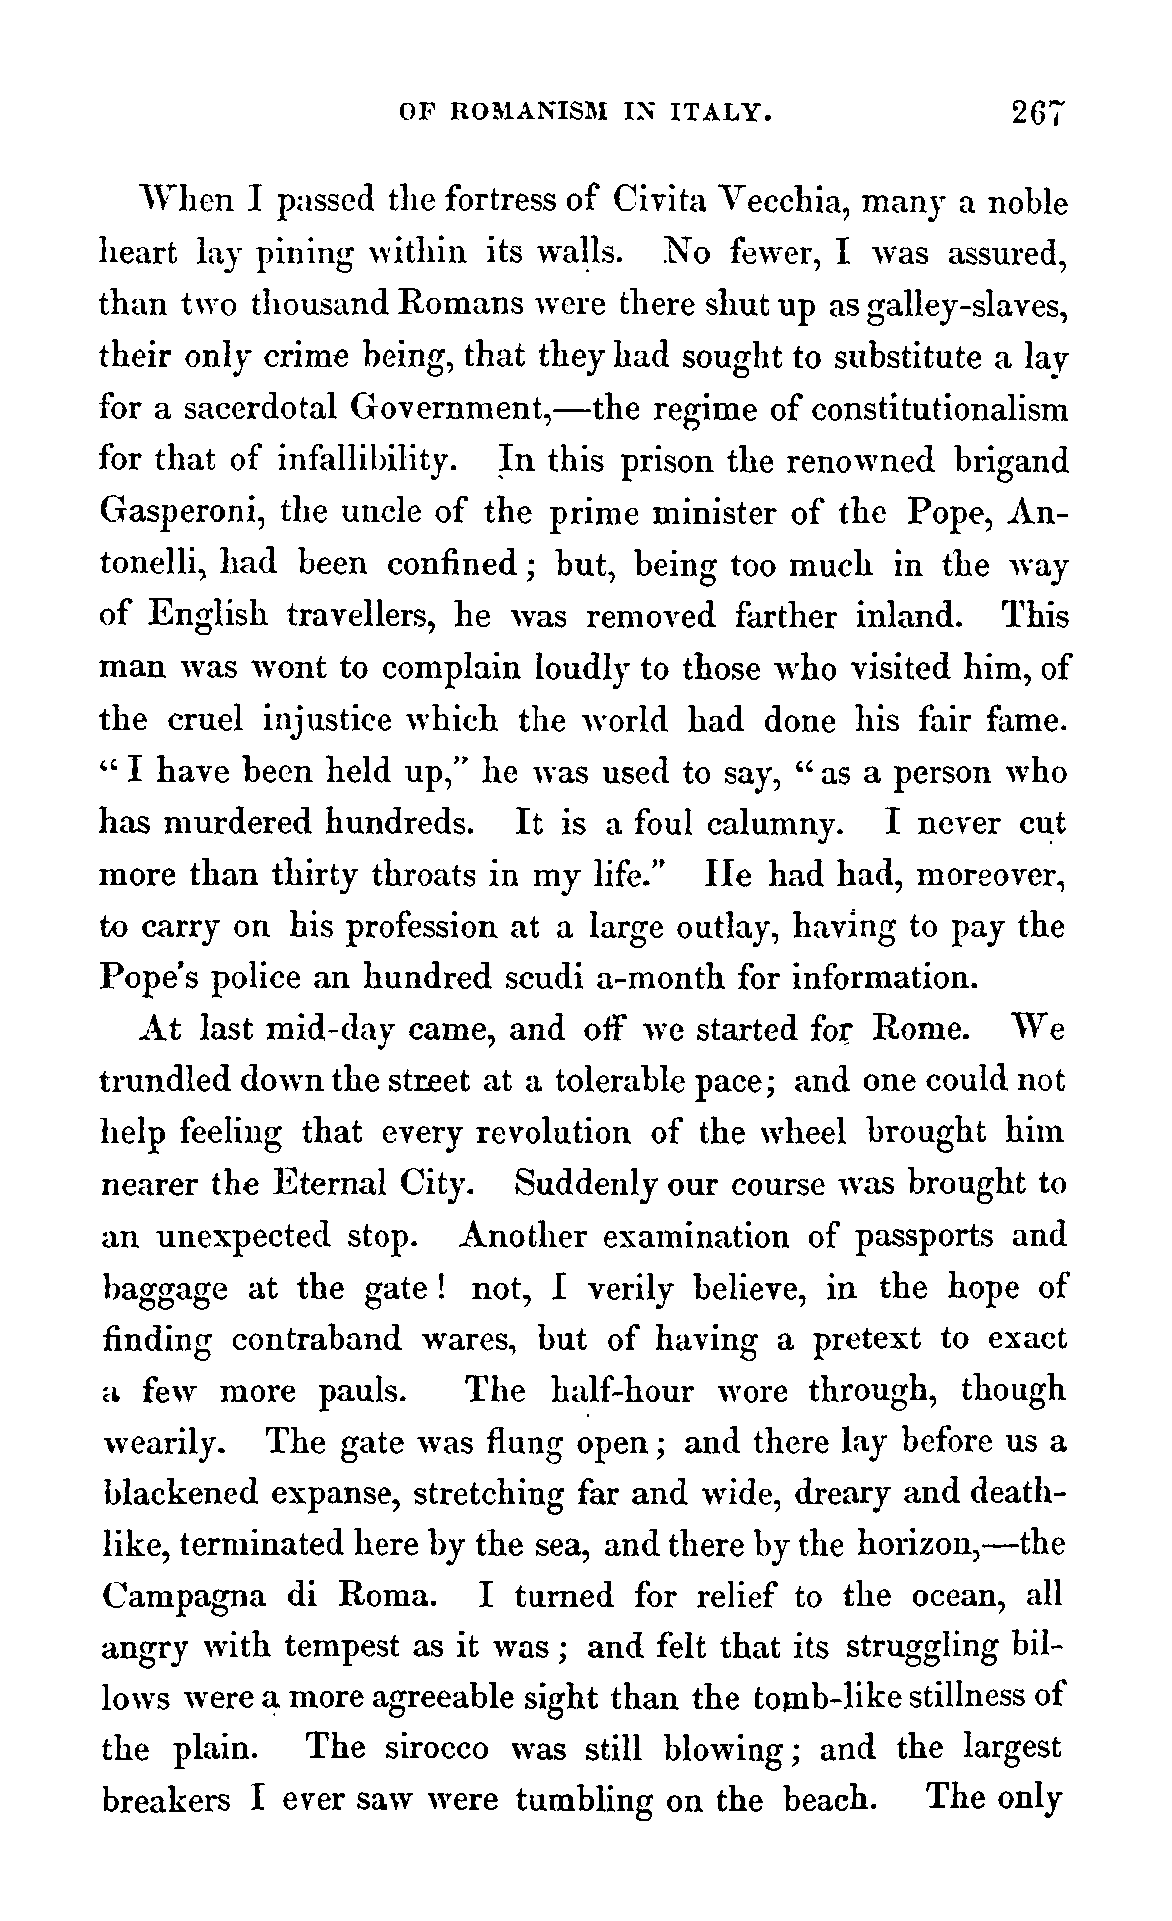 OF ROMANISM IN ITALY. 267
When I passed the fortress of Civita Vecchia, many a noble
heart lay pining within its walls. No fewer, I was assured,
than two thousand Romans were there shut up as galley-slaves,
their only crime being, that they had sought to substitute a lay
for a sacerdotal Government,—the regime of constitutionalism
for that of infallibility. In this prison the renowned brigand
Gasperoni, the uncle of the prime minister of the Pope, An-
tonelli, had been confined; but, being too much in the way
of English travellers, he was removed farther inland. This
man was wont to complain loudly to those who visited him, of
the cruel injustice which the world had done his fair fame.
"I have been held up," he was used to say, "as a person who
has murdered hundreds. It is a foul calumny. I never cut
more than thirty throats in my life." He had had, moreover,
to carry on his profession at a large outlay, having to pay the
Pope's police an hundred scudi a-month for information.
At last mid-day came, and off we started for Rome. We
trundled down the street at a tolerable pace; and one could not
help feeling that every revolution of the wheel brought him
nearer the Eternal City. Suddenly our course was brought to
an unexpected stop. Another examination of passports and
baggage at the gate! not, I verily believe, in the hope of
finding contraband wares, but of having a pretext to exact
a few more pauls. The half-hour wore through, though
wearily. The gate was flung open; and there lay before us a
blackened expanse, stretching far and wide, dreary and death-
like, terminated here by the sea, and there by the horizon,—the
Campagna di Roma. I turned for relief to the ocean, all
angry with tempest as it was; and felt that its struggling bil-
lows were a more agreeable sight than the tomb-like stillness of
the plain. The sirocco was still blowing; and the largest
breakers I ever saw were tumbling on the beach. The only